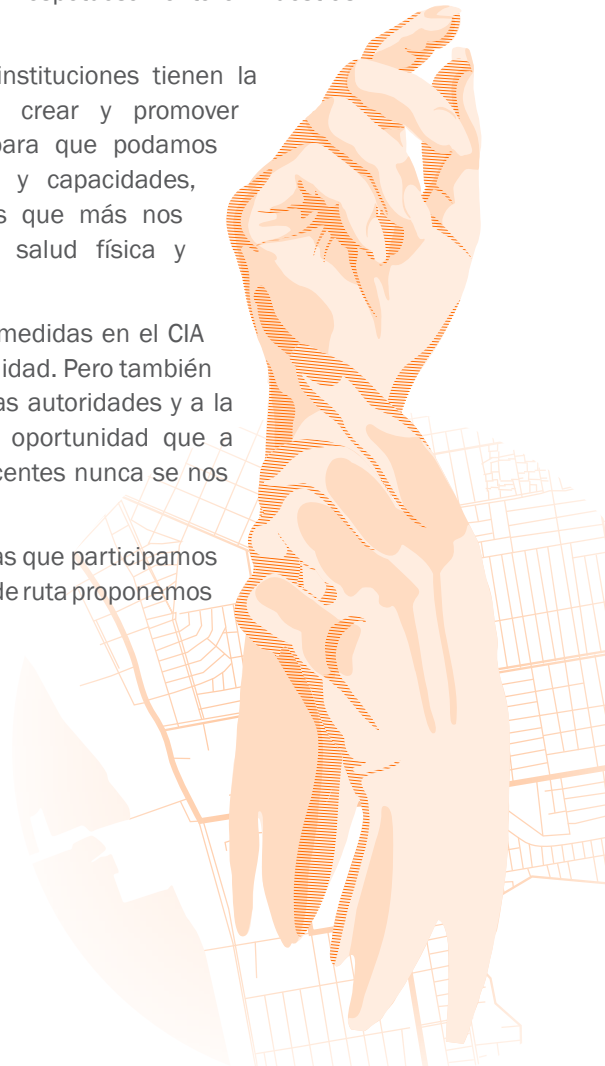 instituciones tienen la
crear y promover
para que podamos
y capacidades,
que más nos
salud física y
medidas en el CIA
idad. Pero también
as autoridades y a la
oportunidad que a
centes nunca se nos
as que participamos
de ruta proponemos